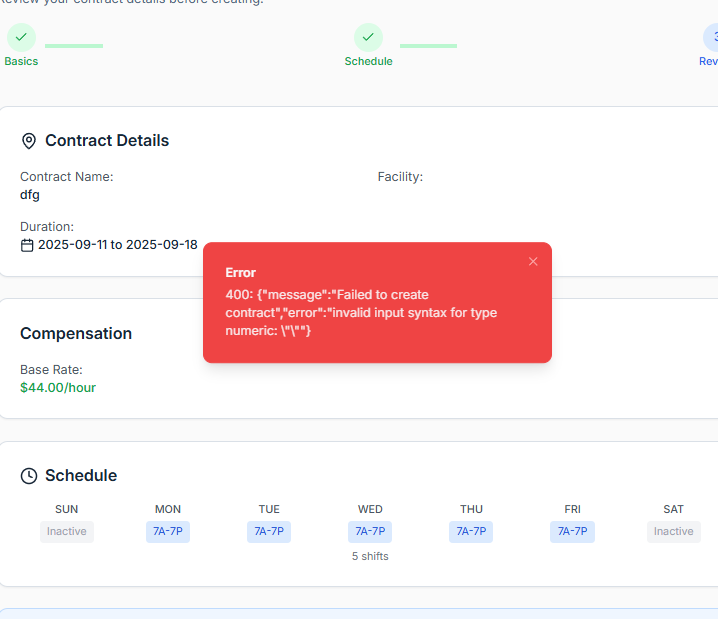 Review your contract details before creating.
3
Basics
Schedule
Rev
Contract Details
Contract Name:
Facility:
dfg
Duration:
2025-09-11 to 2025-09-18
Error
400: {"message":"Failed to create
contract","error":"invalid input syntax for type
numeric: \"\""}
Compensation
Base Rate:
$44.00/hour
Schedule
SUN MON TUE WED THU FRI SAT
Inactive 7A-7P 7A-7P 7A-7P 7A-7P 7A-7P Inactive
5 shifts